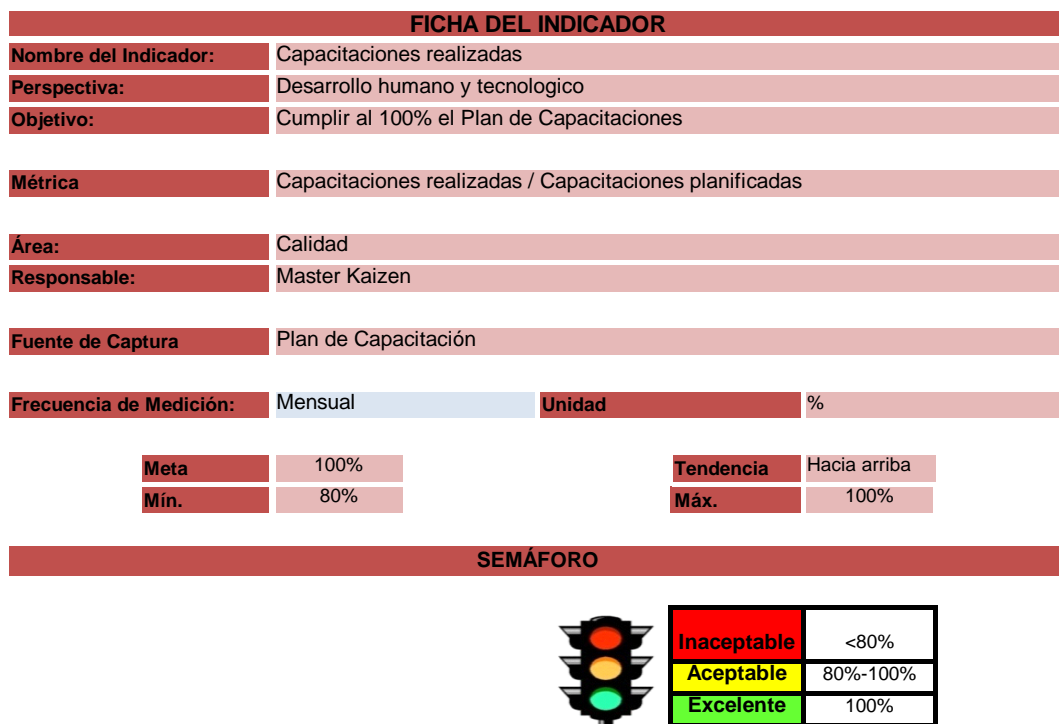 FICHA DEL INDICADOR
Nombre del Indicador: Capacitaciones realizadas
Perspectiva: Desarrollo humano y tecnologico
Objetivo: Cumplir al 100% el Plan de Capacitaciones
Métrica Capacitaciones realizadas / Capacitaciones planificadas
Área: Calidad
Responsable: Master Kaizen
Fuente de Captura Plan de Capacitación
Frecuencia de Medición: Mensual Unidad %
Meta 100% Tendencia Hacia arriba
Mín. 80% Máx. 100%
SEMÁFORO
Inaceptable <80%
Aceptable 80%-100%
Excelente 100%